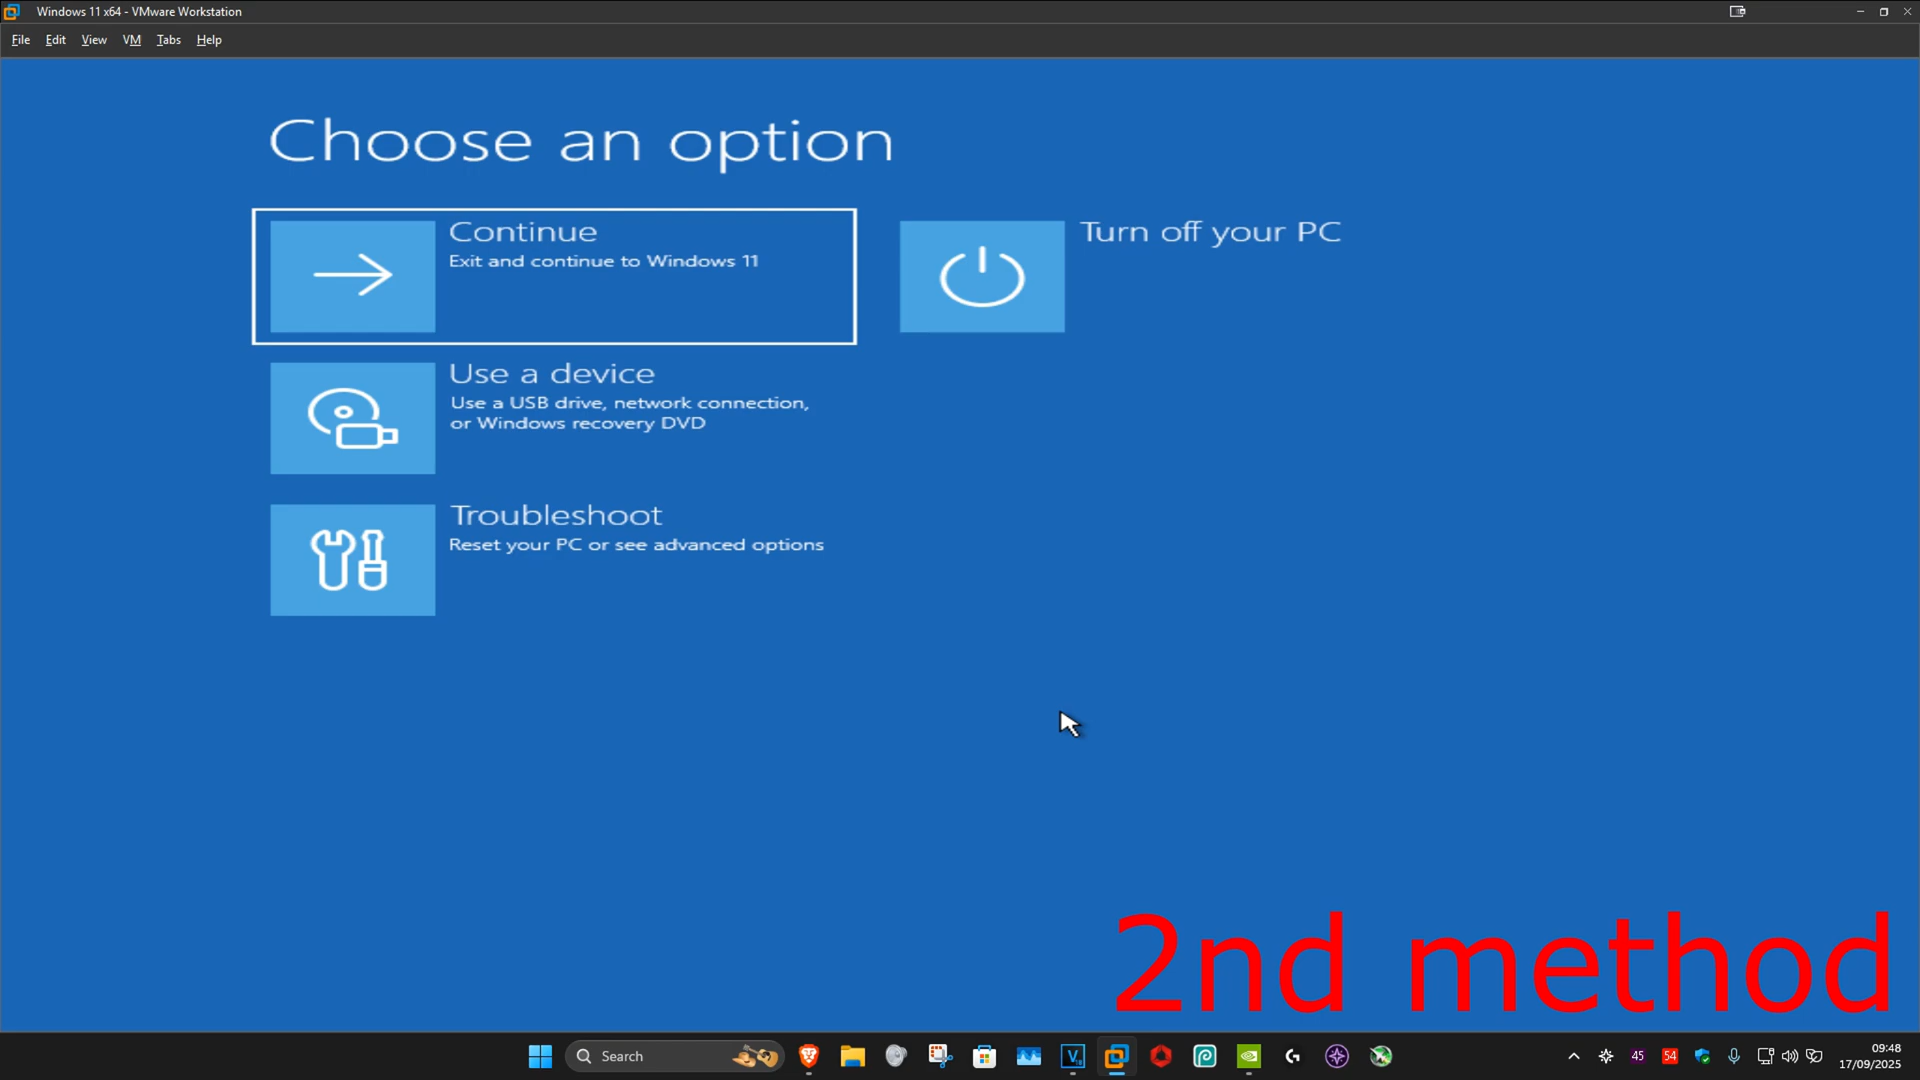 Windows 11 x64 - VMware Workstation
File Edit View VM Tabs Help
Choose an option
Continue
Exit and continue to Windows 11
Turn off your PC
Use a device
Use a USB drive, network connection,
or Windows recovery DVD
Troubleshoot
Reset your PC or see advanced options
2nd method
Search
45
54
09:48
17/09/2025